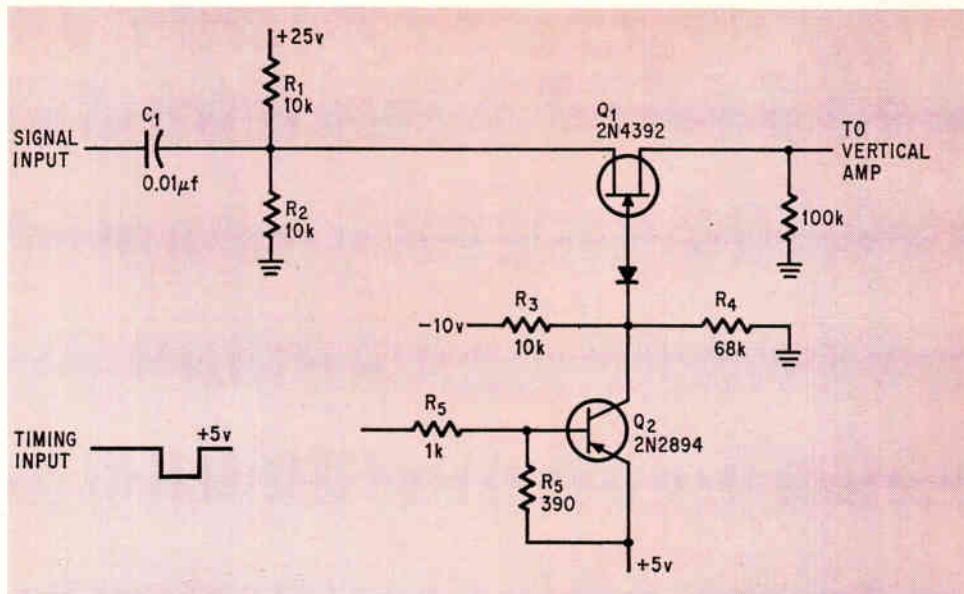 +25v
R1
10k
C1
SIGNAL
INPUT
0.01µf
R2
10k
Q1
2N4392
TO
VERTICAL
AMP
100k
-10v
R3
10k
R4
68k
TIMING
INPUT
+5v
R5
1k
Q2
2N2894
R5
390
+5v